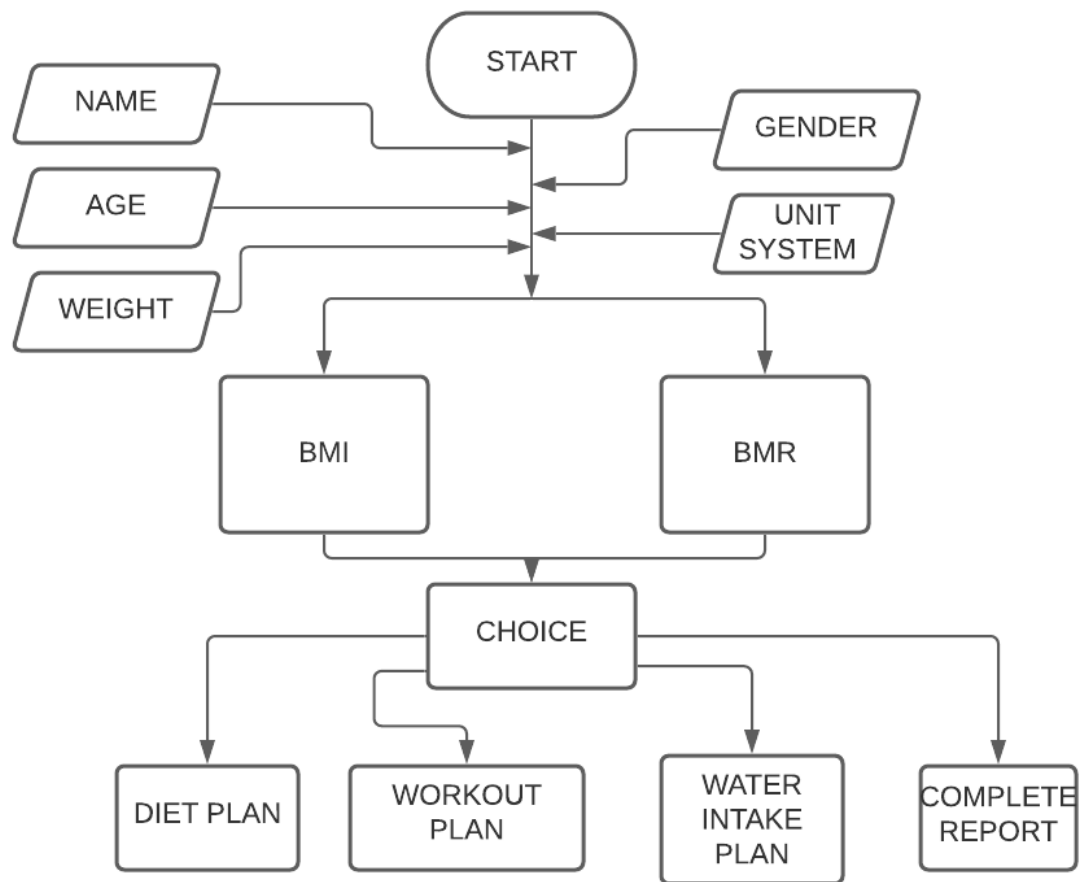 START
NAME
GENDER
AGE
UNIT
SYSTEM
WEIGHT
BMI
BMR
CHOICE
DIET PLAN
WORKOUT
PLAN
WATER
INTAKE
PLAN
COMPLETE
REPORT